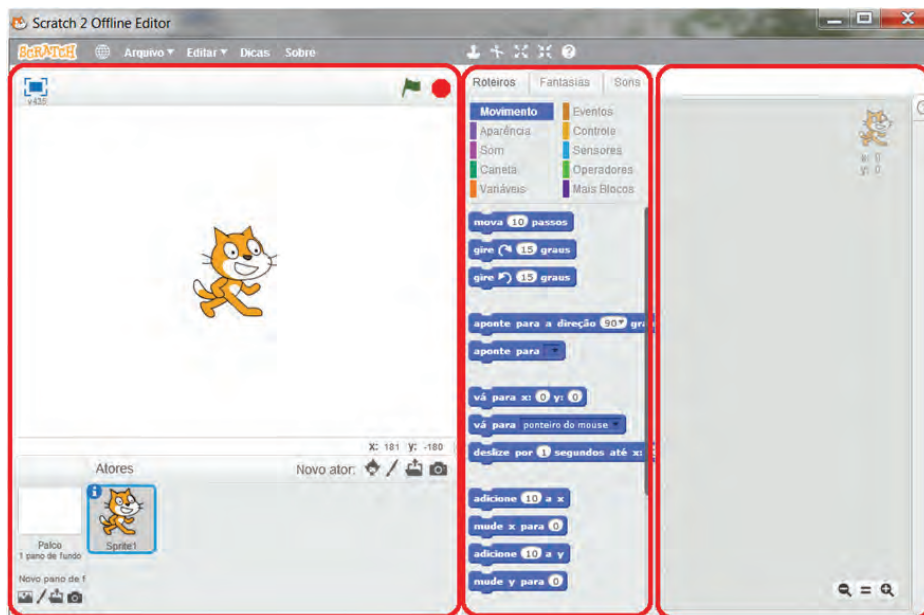 Scratch 2 Offline Editor
SCRATCH Arquivo Editar Dicas Sobre
v435
Roteiros Fantasias Sons
Movimento Eventos
Aparência Controle
Som Sensores
Caneta Operadores
Variáveis Mais Blocos
mova 10 passos
gire 15 graus
gire 15 graus
aponte para a direção 90 gra
aponte para
vá para x: 0 y: 0
vá para ponteiro do mouse
deslize por 1 segundos até x:
adicione 10 a x
mude x para 0
adicione 10 a y
mude y para 0
x: 0
y: 0
X: 181 y: -180
Atores Novo ator:
Palco
1 pano de fundo
Sprite1
Novo pano de f